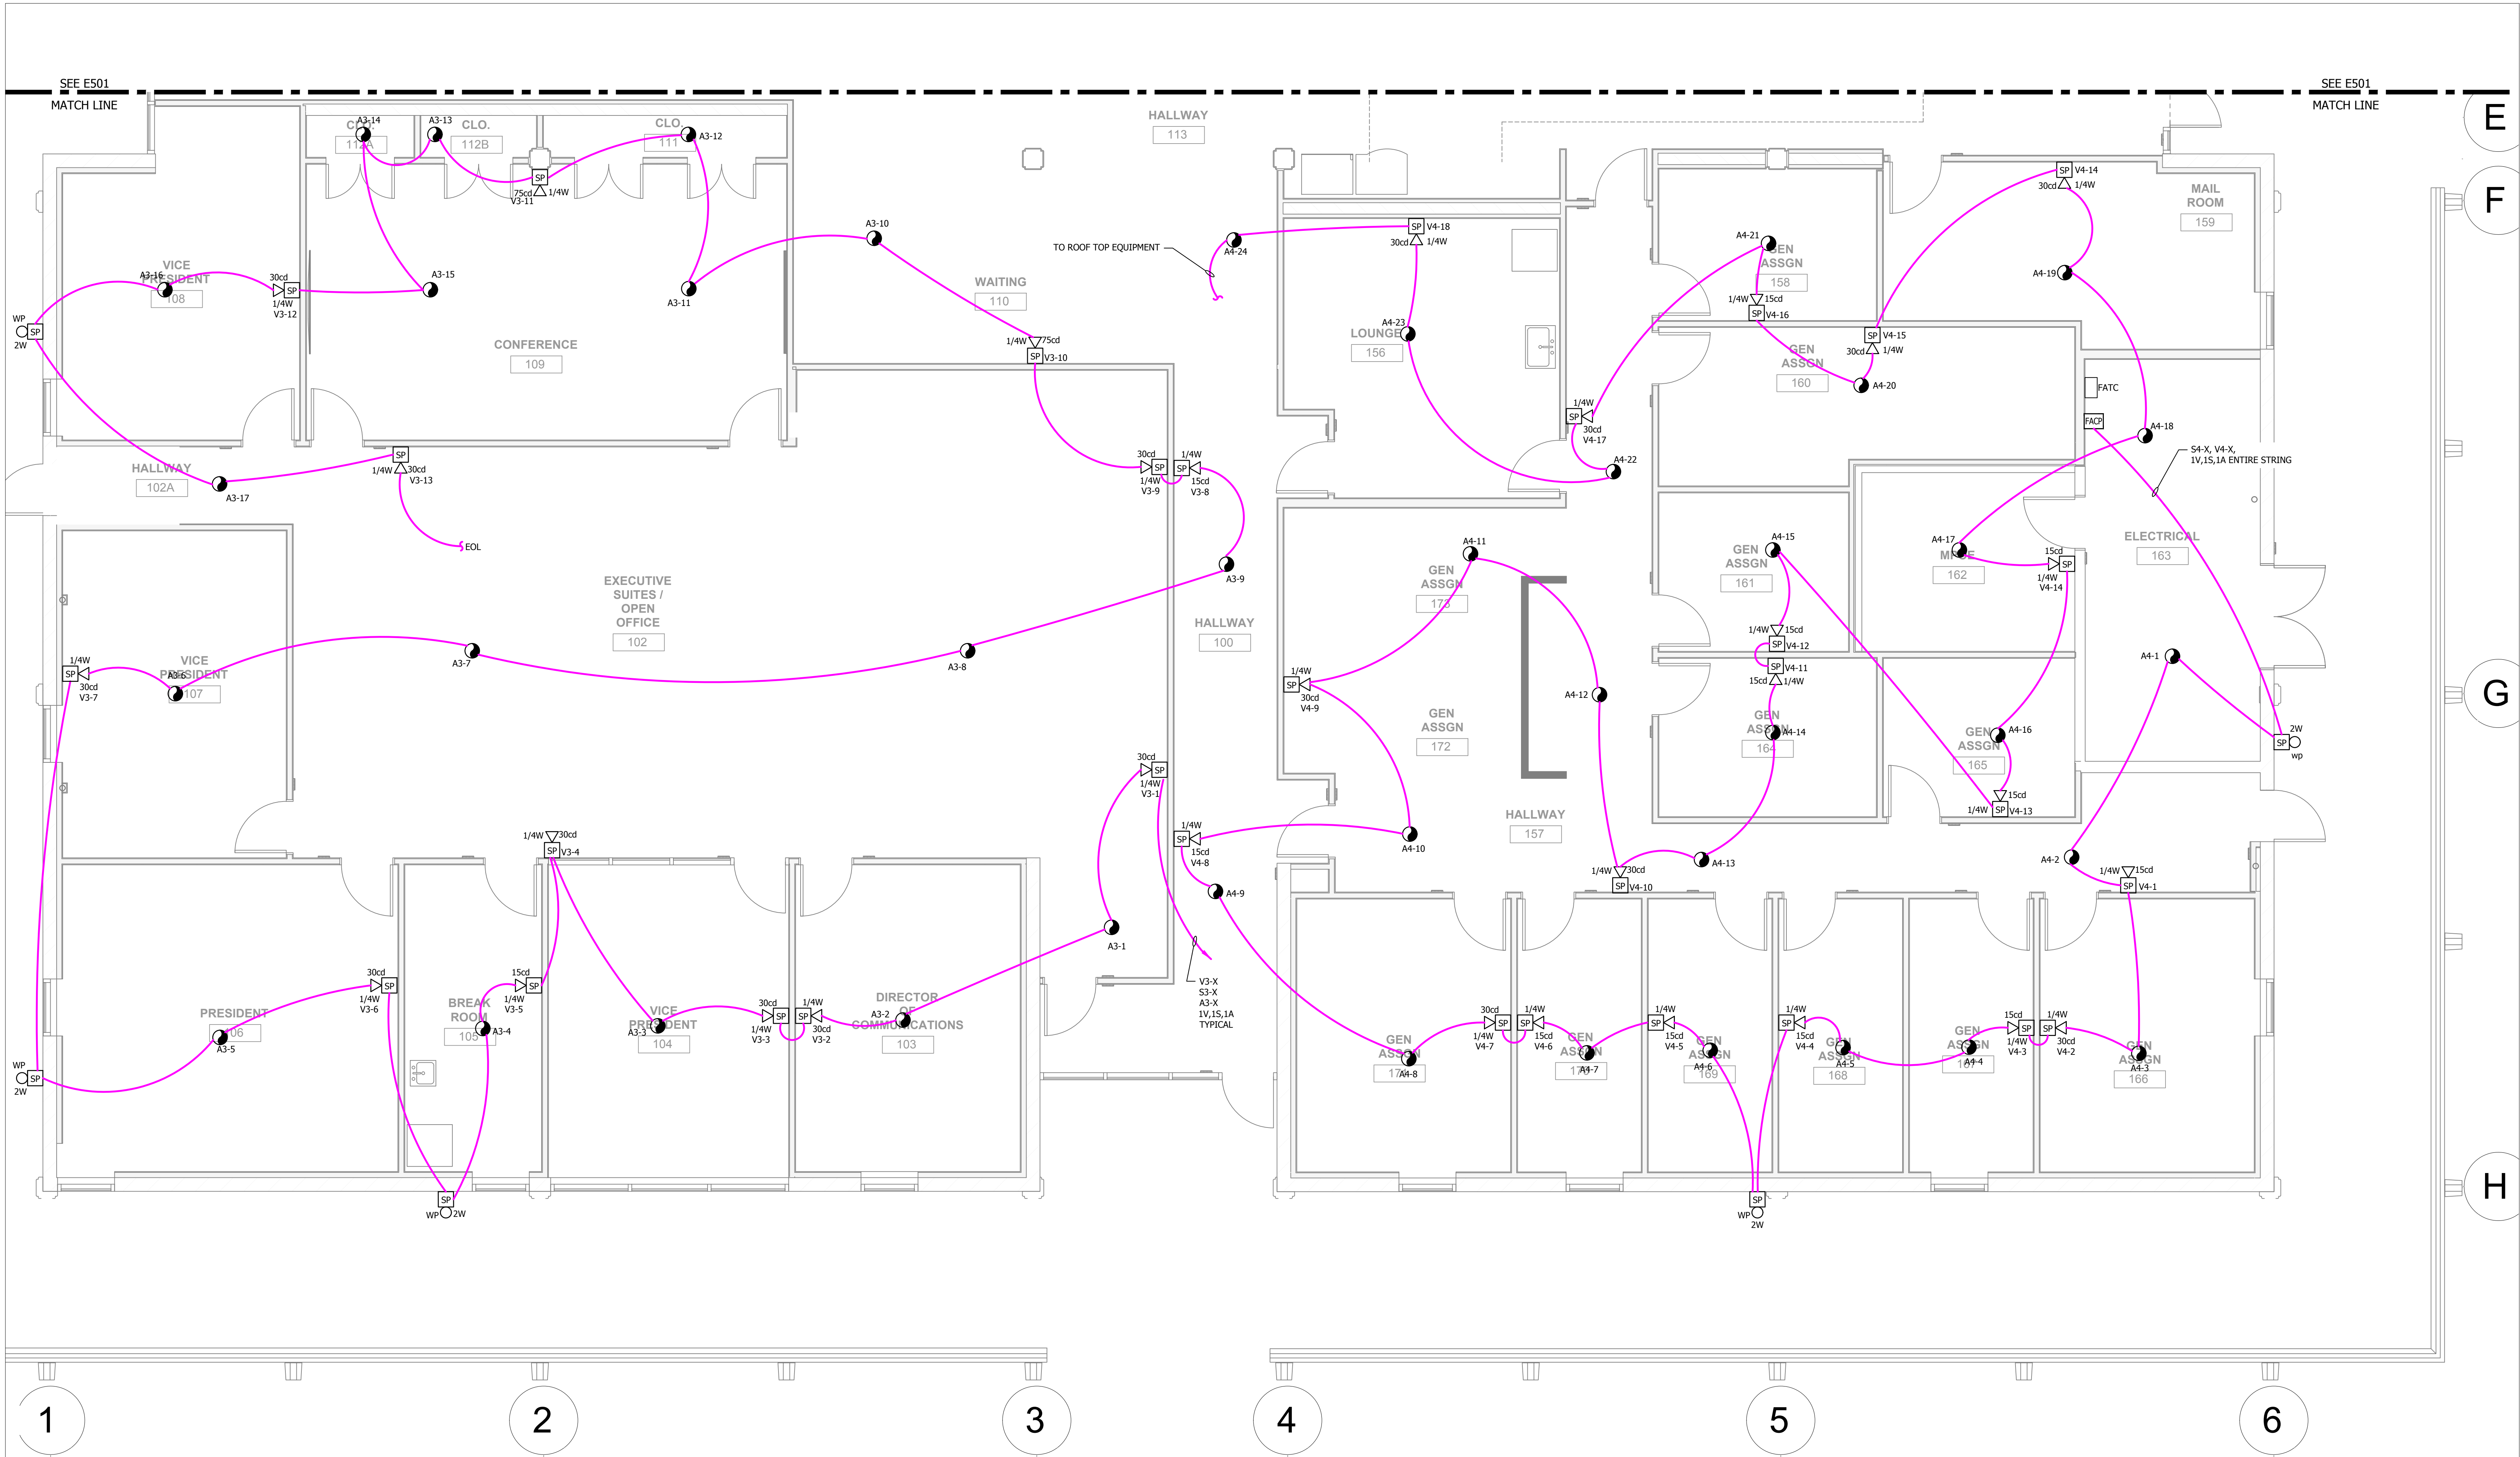 SEE E501
MATCH LINE
SEE E501
MATCH LINE
E
F
G
H
HALLWAY
113
A3-14
CLO.
112A
A3-13
CLO.
112B
CLO.
111
A3-12
SP
75cd
1/4W
V3-11
A3-10
TO ROOF TOP EQUIPMENT
A4-24
SP
V4-18
30cd
1/4W
A4-21
GEN
ASSGN
158
1/4W
15cd
SP
V4-16
SP
V4-14
30cd
1/4W
MAIL
ROOM
159
A4-19
VICE
PRESIDENT
108
A3-16
30cd
SP
1/4W
V3-12
A3-15
A3-11
WAITING
110
WP
SP
2W
CONFERENCE
109
1/4W
75cd
SP
V3-10
A4-23
LOUNGE
156
SP
V4-15
30cd
1/4W
GEN
ASSGN
160
A4-20
FATC
FACP
A4-18
S4-X, V4-X,
1V,1S,1A ENTIRE STRING
1/4W
SP
30cd
V4-17
A4-22
HALLWAY
102A
A3-17
SP
1/4W
30cd
V3-13
EOL
30cd
SP
1/4W
V3-9
1/4W
SP
15cd
V3-8
A3-9
EXECUTIVE
SUITES /
OPEN
OFFICE
102
HALLWAY
100
A4-11
GEN
ASSGN
173
A4-15
GEN
ASSGN
161
A4-17
162
15cd
SP
1/4W
V4-14
ELECTRICAL
163
1/4W
15cd
SP
V4-12
SP
V4-11
15cd
1/4W
A4-1
VICE
PRESIDENT
107
A3-6
1/4W
SP
30cd
V3-7
A3-7
A3-8
1/4W
SP
30cd
V4-9
A4-12
GEN
ASSGN
172
GEN
ASSGN
164
A4-14
GEN
ASSGN
165
A4-16
2W
SP
wp
30cd
SP
1/4W
V3-1
15cd
1/4W
SP
V4-13
HALLWAY
157
1/4W
30cd
SP
V3-4
1/4W
SP
15cd
V4-8
A4-10
A4-9
1/4W
30cd
SP
V4-10
A4-13
A4-2
1/4W
15cd
SP
V4-1
A3-1
V3-X
S3-X
A3-X
1V,1S,1A
TYPICAL
PRESIDENT
106
A3-5
30cd
SP
1/4W
V3-6
BREAK
ROOM
105
A3-4
15cd
SP
1/4W
V3-5
VICE
PRESIDENT
104
A3-3
30cd
SP
1/4W
V3-3
1/4W
SP
30cd
V3-2
DIRECTOR
OF
COMMUNICATIONS
103
A3-2
WP
SP
2W
GEN
ASSGN
A4-8
30cd
SP
1/4W
V4-7
1/4W
SP
15cd
V4-6
GEN
ASSGN
A4-7
1/4W
SP
15cd
V4-5
GEN
ASSGN
169
A4-6
1/4W
SP
15cd
V4-4
GEN
ASSGN
168
A4-5
GEN
ASSGN
167
A4-4
15cd
SP
1/4W
V4-3
1/4W
SP
30cd
V4-2
GEN
ASSGN
166
A4-3
SP
WP
2W
SP
WP
2W
1
2
3
4
5
6